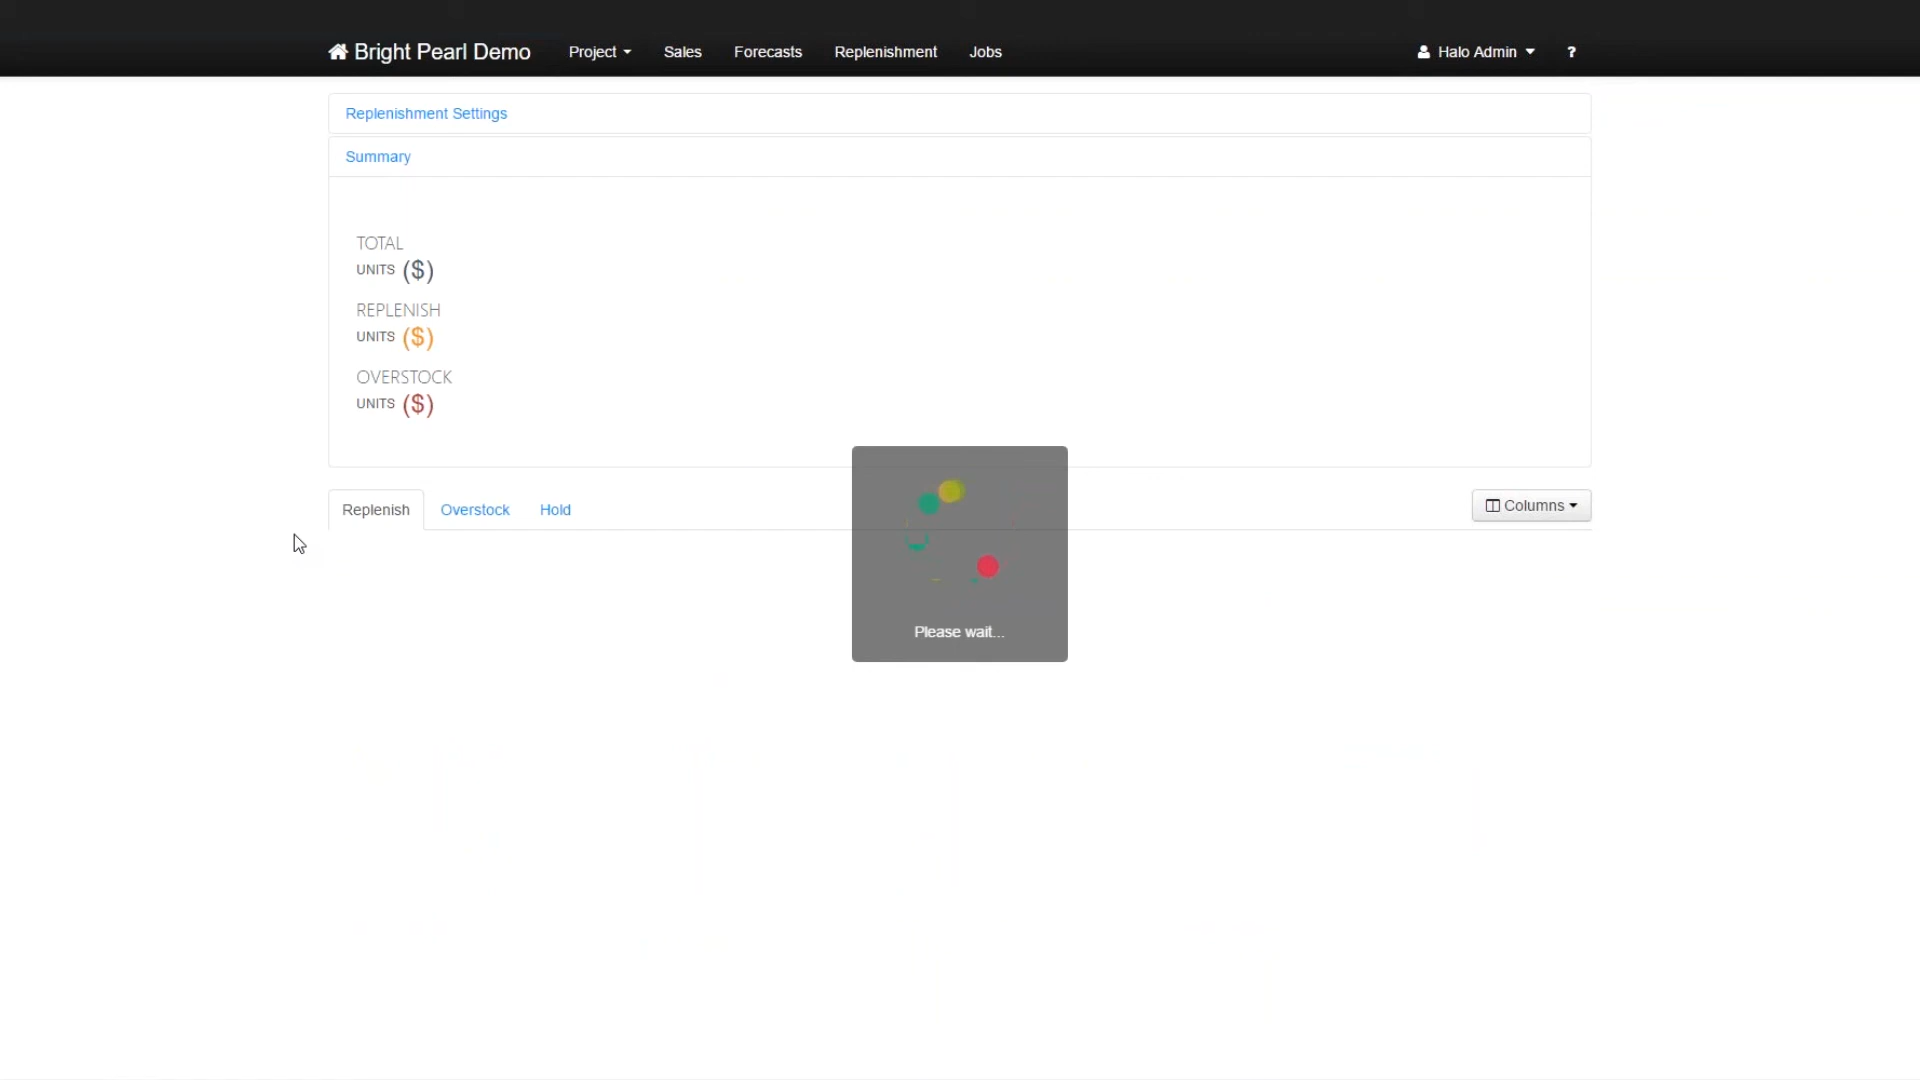 Bright Pearl Demo Project Sales Forecasts Replenishment Jobs Halo Admin ?
Replenishment Settings
Summary
TOTAL
UNITS ($)
REPLENISH
UNITS ($)
OVERSTOCK
UNITS ($)
Replenish Overstock Hold Columns
Please wait...